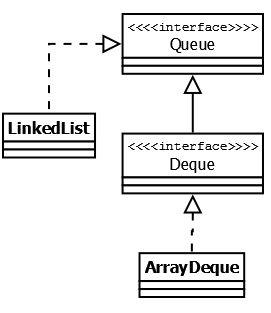 <<<<interface>>>>
Queue
LinkedList
<<<<interface>>>>
Deque
ArrayDeque